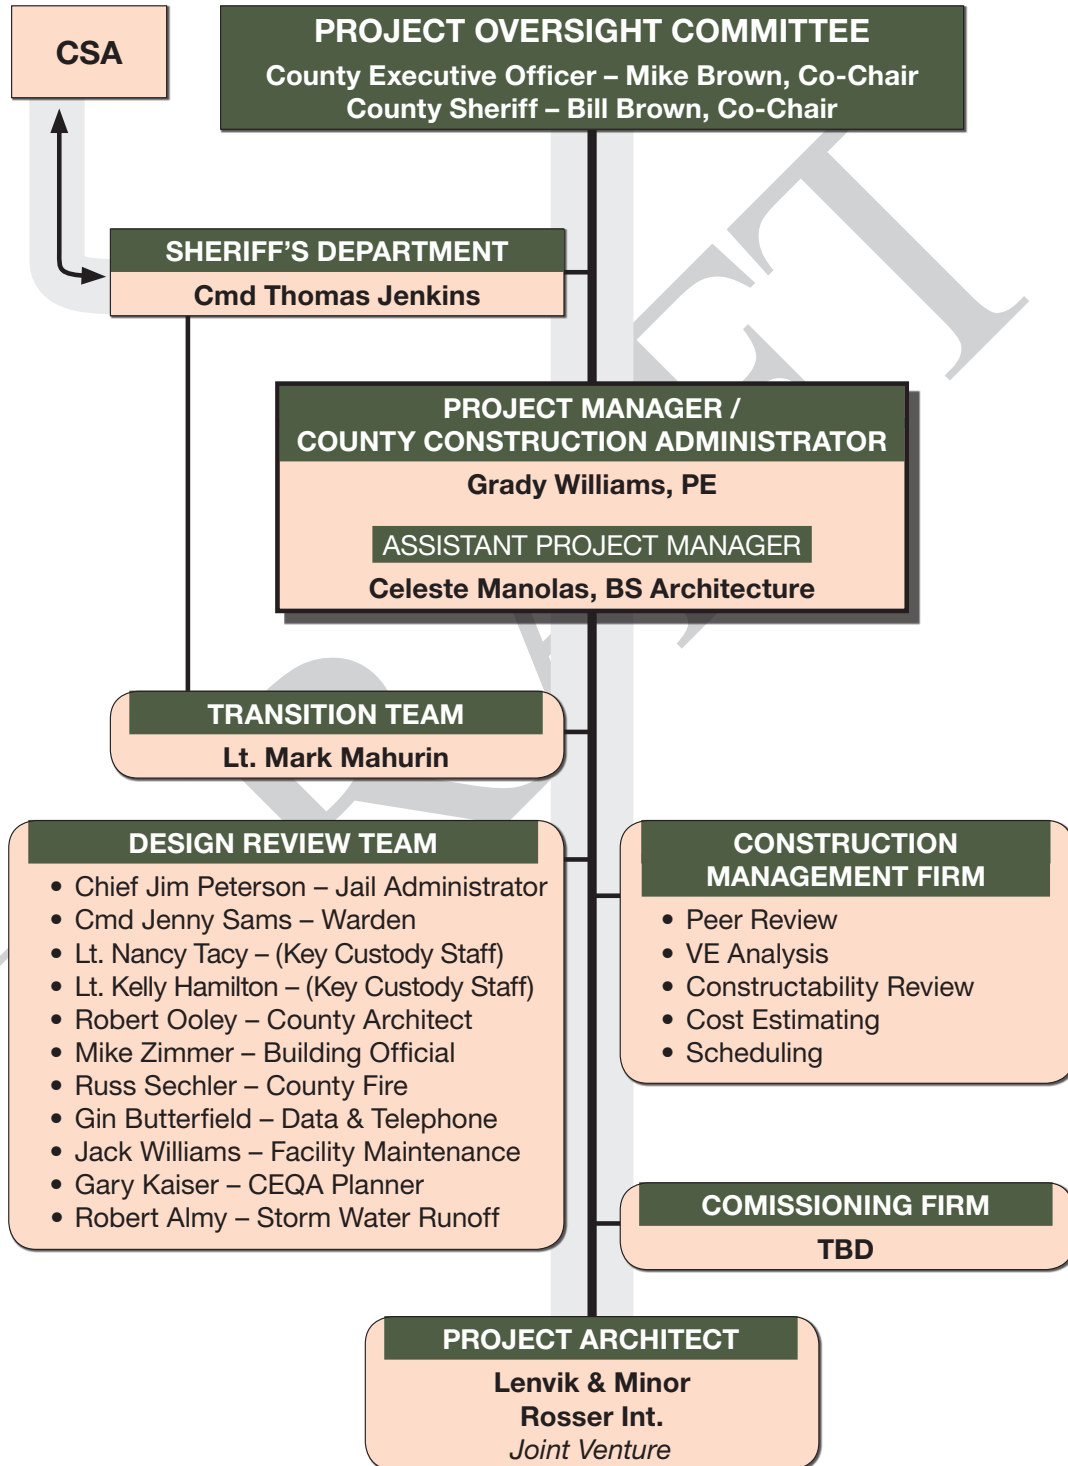 CSA
PROJECT OVERSIGHT COMMITTEE
County Executive Officer – Mike Brown, Co-Chair
County Sheriff – Bill Brown, Co-Chair
SHERIFF'S DEPARTMENT
Cmd Thomas Jenkins
PROJECT MANAGER /
COUNTY CONSTRUCTION ADMINISTRATOR
Grady Williams, PE
ASSISTANT PROJECT MANAGER
Celeste Manolas, BS Architecture
TRANSITION TEAM
Lt. Mark Mahurin
DESIGN REVIEW TEAM
• Chief Jim Peterson – Jail Administrator
• Cmd Jenny Sams – Warden
• Lt. Nancy Tacy – (Key Custody Staff)
• Lt. Kelly Hamilton – (Key Custody Staff)
• Robert Ooley – County Architect
• Mike Zimmer – Building Official
• Russ Sechler – County Fire
• Gin Butterfield – Data & Telephone
• Jack Williams – Facility Maintenance
• Gary Kaiser – CEQA Planner
• Robert Almy – Storm Water Runoff
CONSTRUCTION
MANAGEMENT FIRM
• Peer Review
• VE Analysis
• Constructability Review
• Cost Estimating
• Scheduling
COMISSIONING FIRM
TBD
PROJECT ARCHITECT
Lenvik & Minor
Rosser Int.
Joint Venture